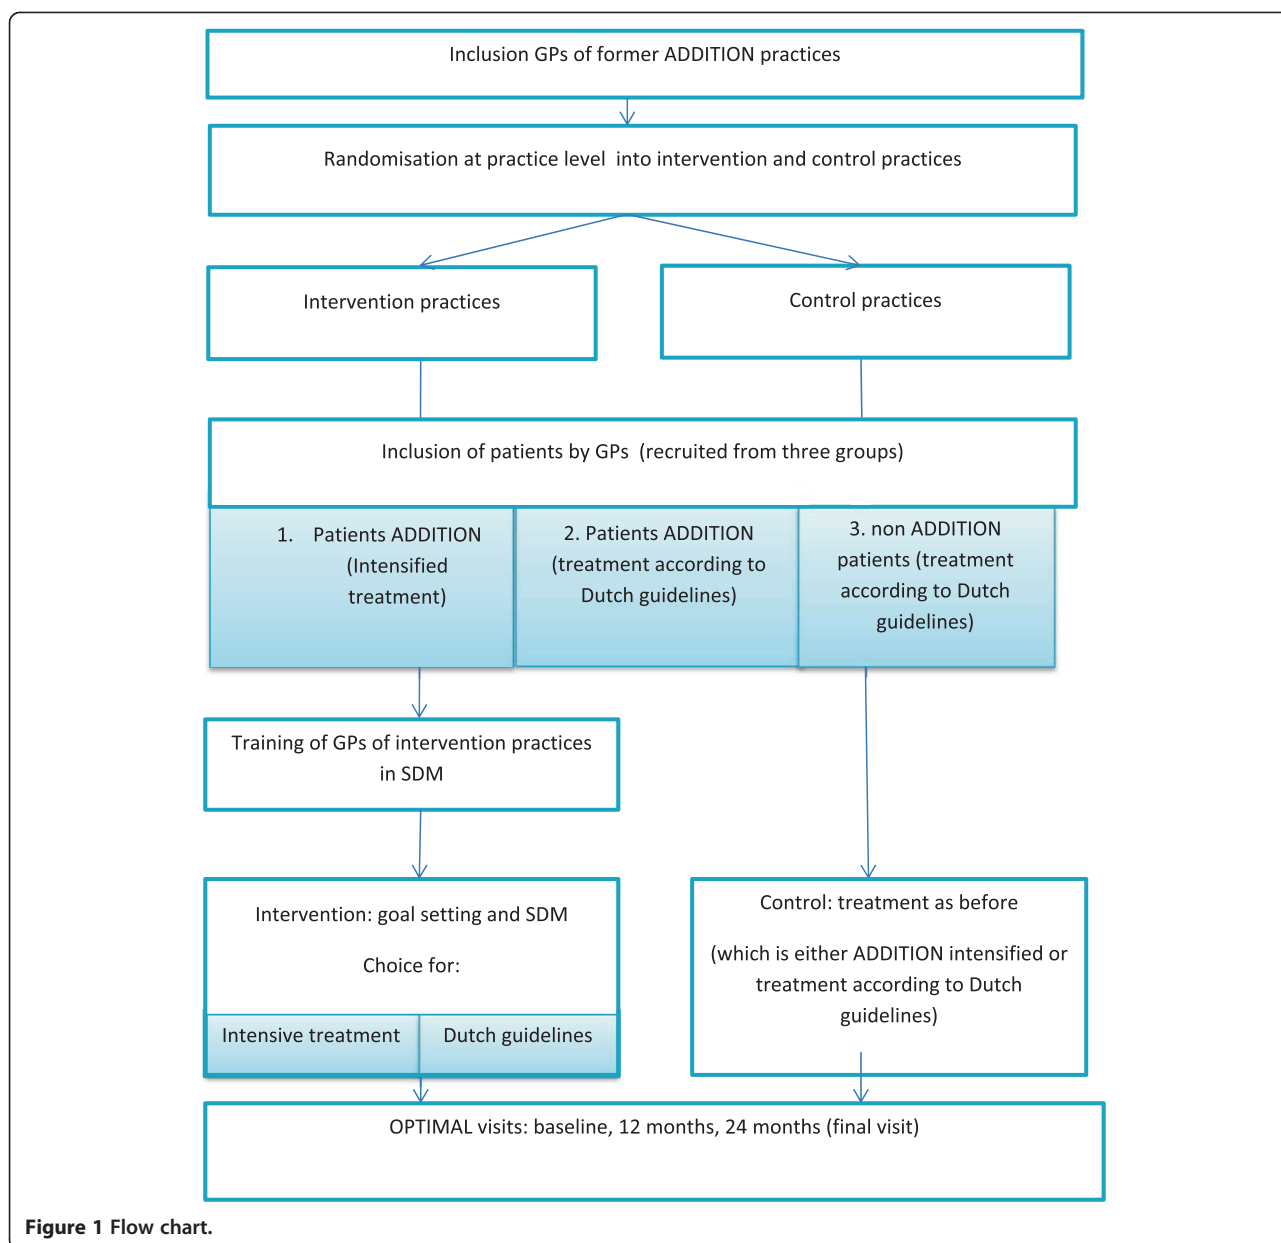 Inclusion GPs of former ADDITION practices
Randomisation at practice level into intervention and control practices
Intervention practices
Control practices
Inclusion of patients by GPs (recruited from three groups)
1. Patients ADDITION
(Intensified
treatment)
2. Patients ADDITION
(treatment according to
Dutch guidelines)
3. non ADDITION
patients (treatment
according to Dutch
guidelines)
Training of GPs of intervention practices
in SDM
Intervention: goal setting and SDM
Choice for:
Intensive treatment
Dutch guidelines
Control: treatment as before
(which is either ADDITION intensified or
treatment according to Dutch
guidelines)
OPTIMAL visits: baseline, 12 months, 24 months (final visit)
Figure 1 Flow chart.